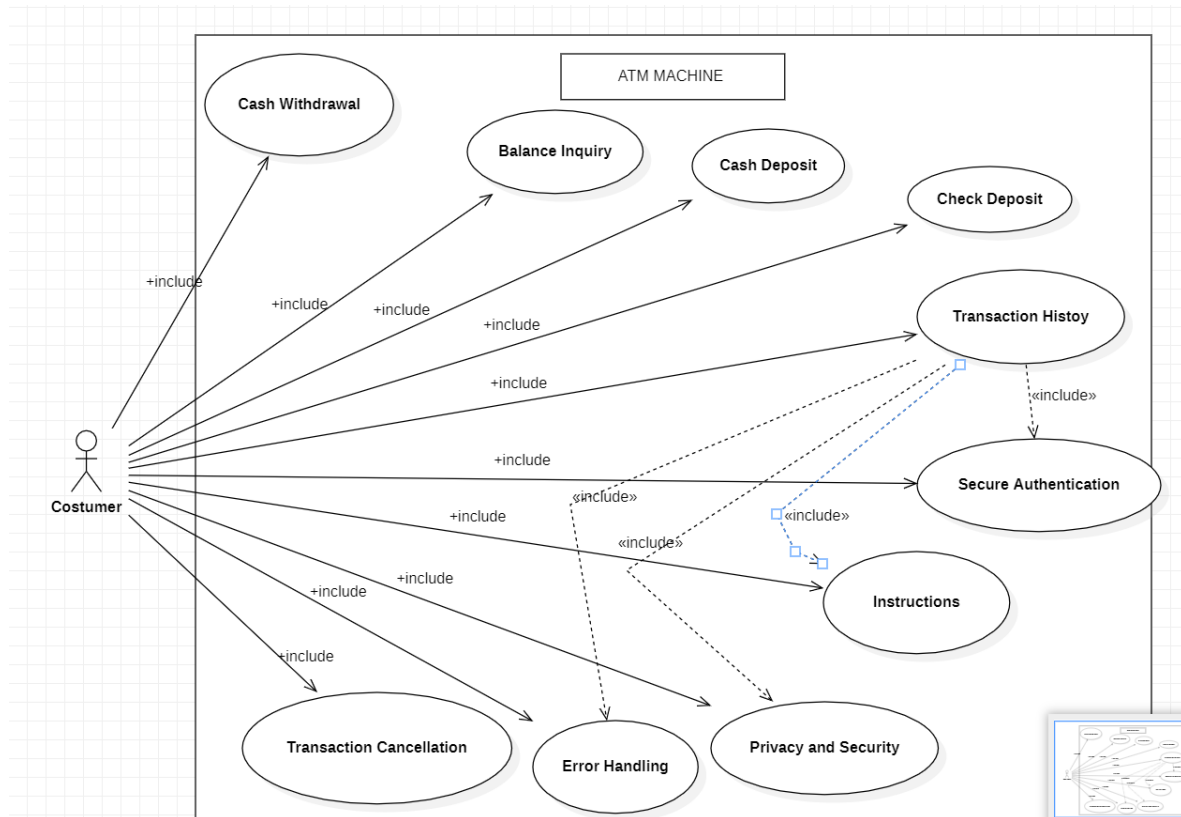 ATM MACHINE
Cash Withdrawal
Balance Inquiry
Cash Deposit
Check Deposit
+include
+include
+include
+include
Transaction Histoy
+include
«include»
+include
Secure Authentication
Costumer
«include»
+include
«include»
«include»
+include
+include
Instructions
+include
Transaction Cancellation
Error Handling
Privacy and Security